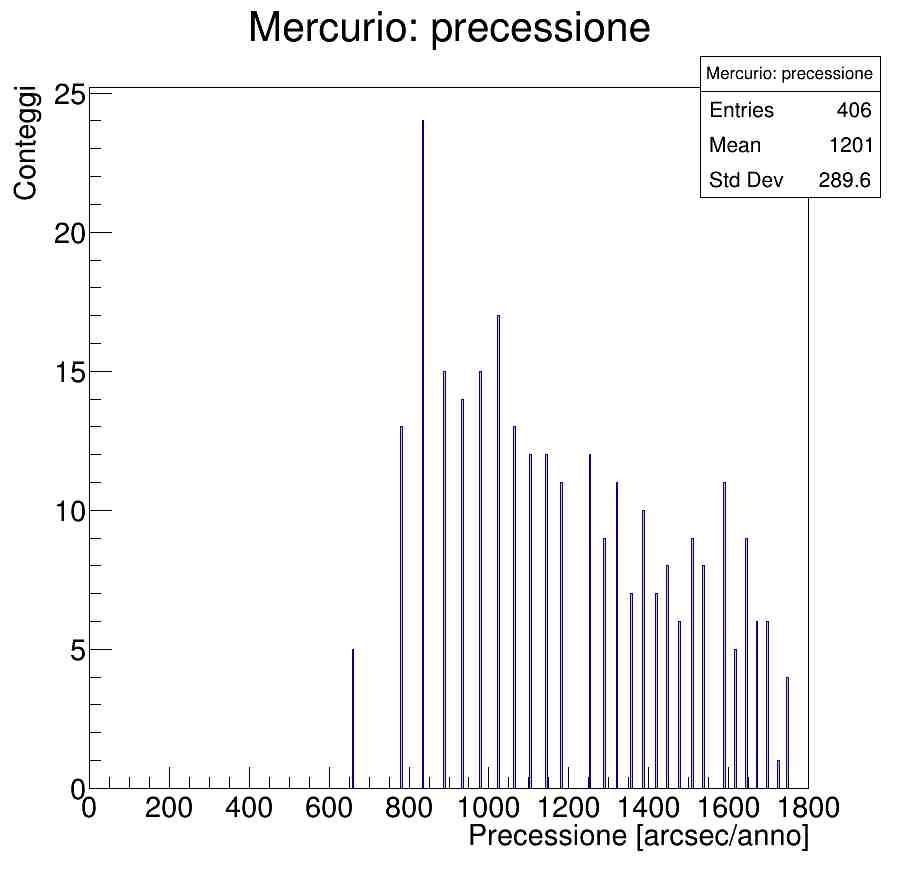 Mercurio: precessione
Mercurio: precessione
Entries 406
Mean 1201
Std Dev 289.6
Conteggi
25
20
15
10
5
0
0 200 400 600 800 1000 1200 1400 1600 1800
Precessione [arcsec/anno]